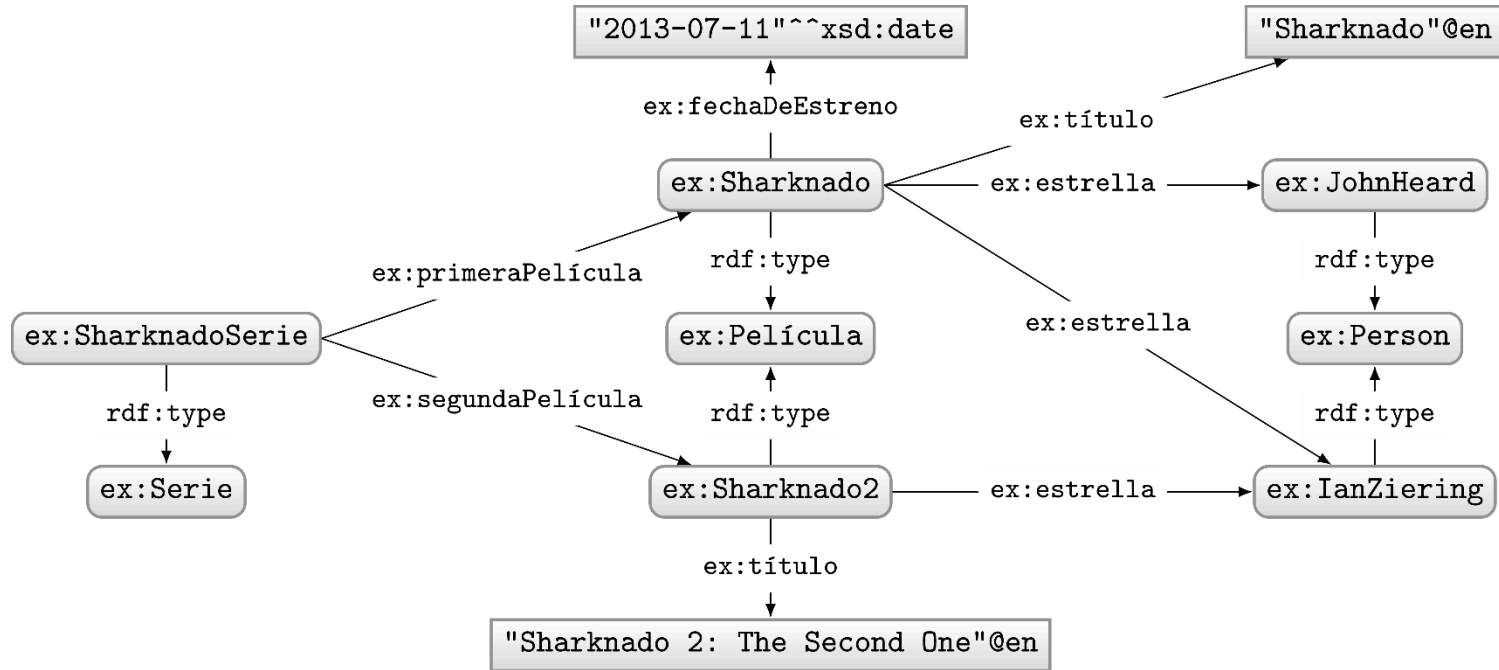 "2013-07-11"^^xsd:date
"Sharknado"@en
ex:fechaDeEstreno
ex:título
ex:Sharknado
ex:estrella
ex:JohnHeard
rdf:type
rdf:type
ex:primeraPelícula
ex:SharknadoSerie
ex:Película
ex:estrella
ex:Person
rdf:type
ex:segundaPelícula
rdf:type
rdf:type
ex:Serie
ex:Sharknado2
ex:estrella
ex:IanZiering
ex:título
"Sharknado 2: The Second One"@en